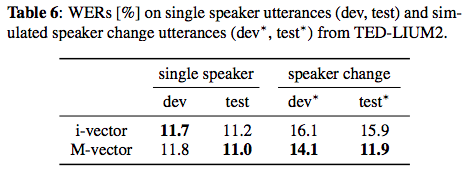 Table 6: WERs [%] on single speaker utterances (dev, test) and sim-
ulated speaker change utterances (dev*, test*) from TED-LIUM2.
single speaker speaker change
dev test dev* test*
i-vector 11.7 11.2 16.1 15.9
M-vector 11.8 11.0 14.1 11.9